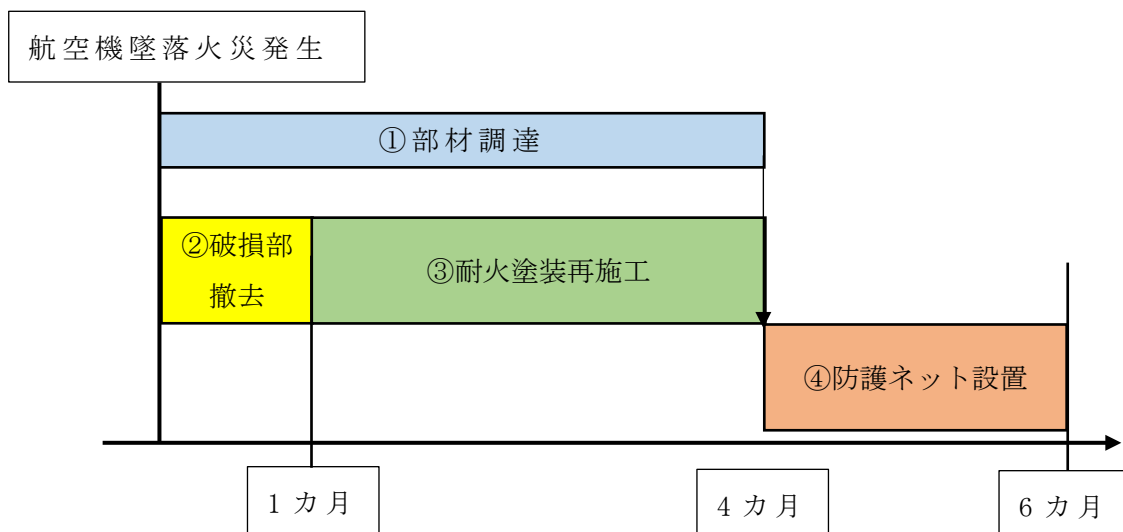 航空機墜落火災発生
①部材調達
②破損部
撤去
③耐火塗装再施工
④防護ネット設置
1カ月
4カ月
6カ月